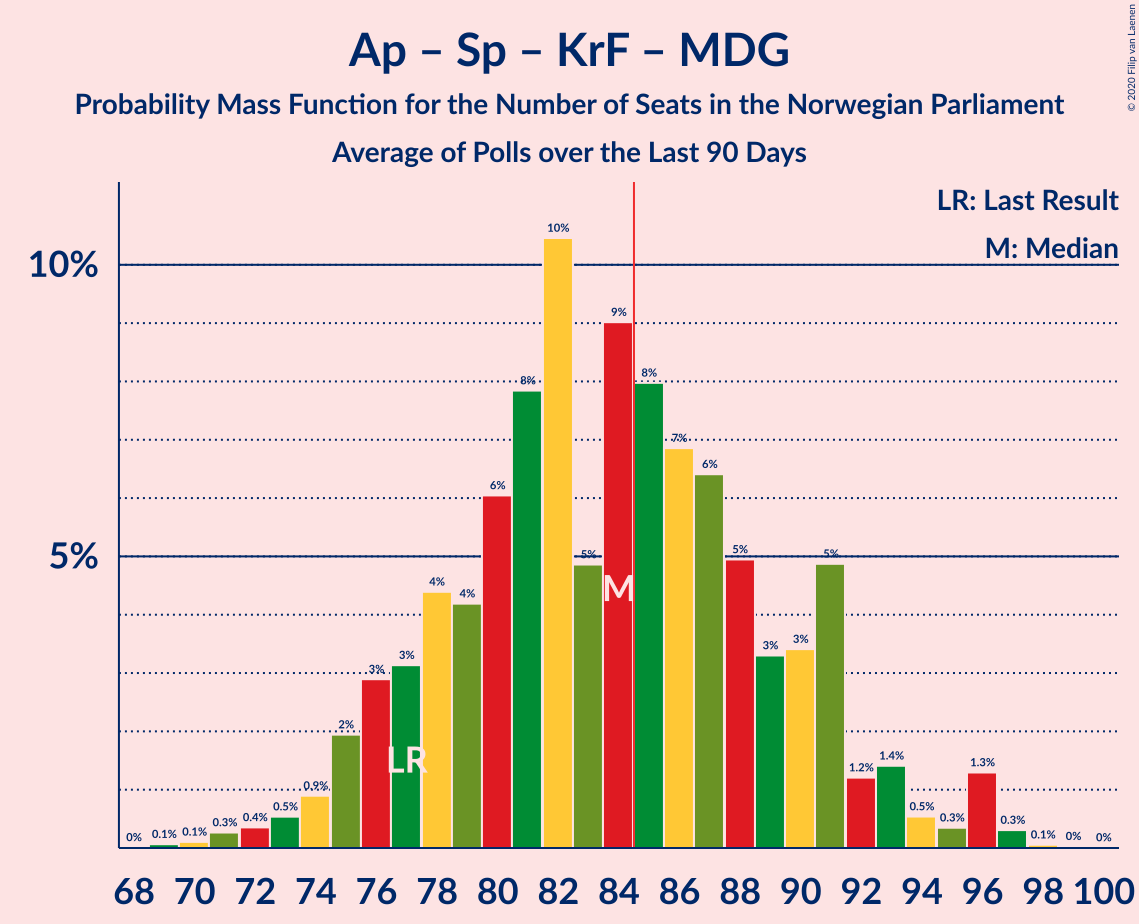 Ap – Sp – KrF – MDG
Probability Mass Function for the Number of Seats in the Norwegian Parliament
Average of Polls over the Last 90 Days
© 2020 Filip van Laenen
LR: Last Result
M: Median
10%
5%
0% 0.1% 0.1% 0.3% 0.4% 0.5% 0.9% 2% 3% 3% 4% 4% 6% 8% 10% 5% 9% 8% 7% 6% 5% 3% 3% 5% 1.2% 1.4% 0.5% 0.3% 1.3% 0.3% 0.1% 0% 0%
LR
M
68 70 72 74 76 78 80 82 84 86 88 90 92 94 96 98 100